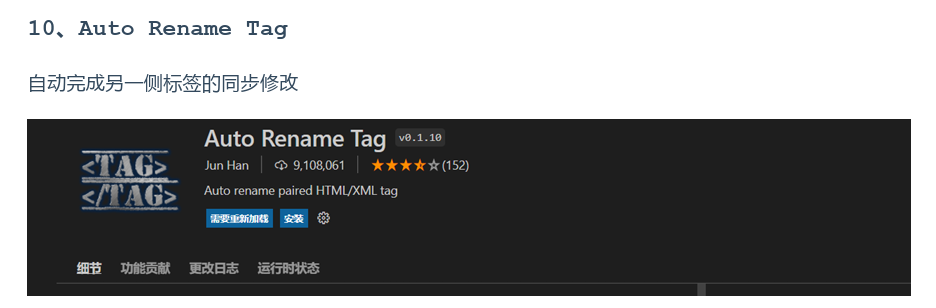 10、Auto Rename Tag
自动完成另一侧标签的同步修改
<TAG>
</TAG>
Auto Rename Tag v0.1.10
Jun Han 9,108,061 (152)
Auto rename paired HTML/XML tag
需要重新加载 安装
细节 功能贡献 更改日志 运行时状态